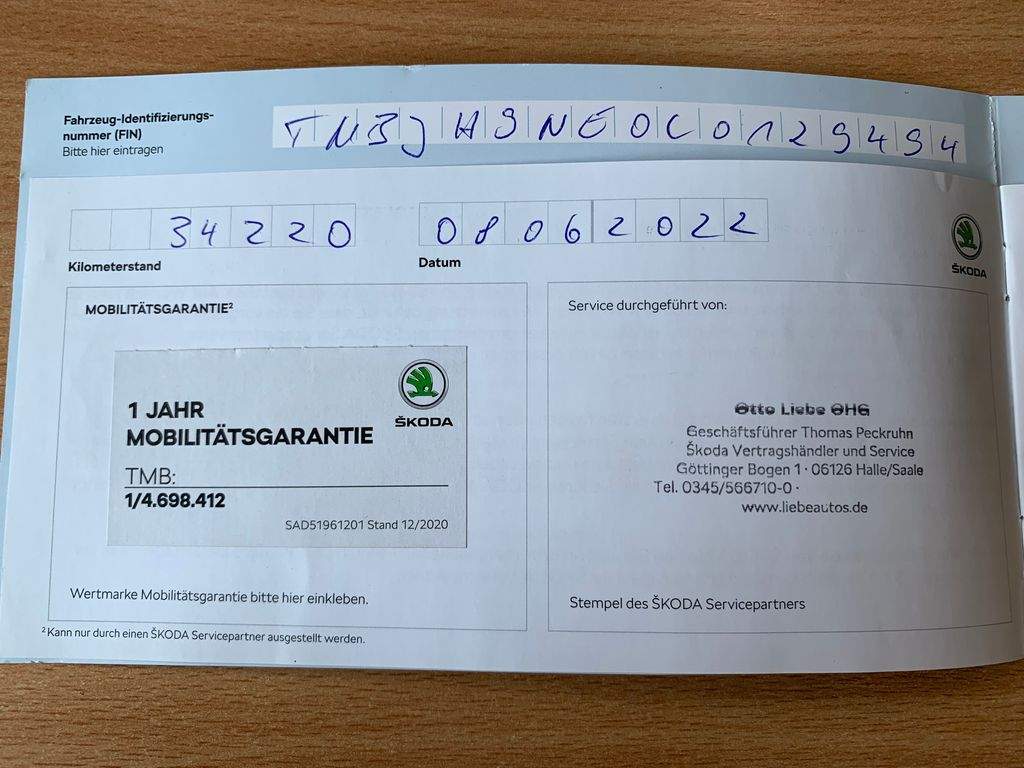 Fahrzeug-Identifizierungs-
nummer (FIN)
Bitte hier eintragen
TMBJH9NE0L0129494
34220
08062022
Kilometerstand
Datum
ŠKODA
MOBILITÄTSGARANTIE²
1 JAHR
MOBILITÄTSGARANTIE
ŠKODA
TMB:
1/4.698.412
SAD51961201 Stand 12/2020
Wertmarke Mobilitätsgarantie bitte hier einkleben.
Service durchgeführt von:
Otto Liebe OHG
Geschäftsführer Thomas Peckruhn
Škoda Vertragshändler und Service
Göttinger Bogen 1 · 06126 Halle/Saale
Tel. 0345/566710-0 ·
www.liebeautos.de
Stempel des ŠKODA Servicepartners
² Kann nur durch einen ŠKODA Servicepartner ausgestellt werden.